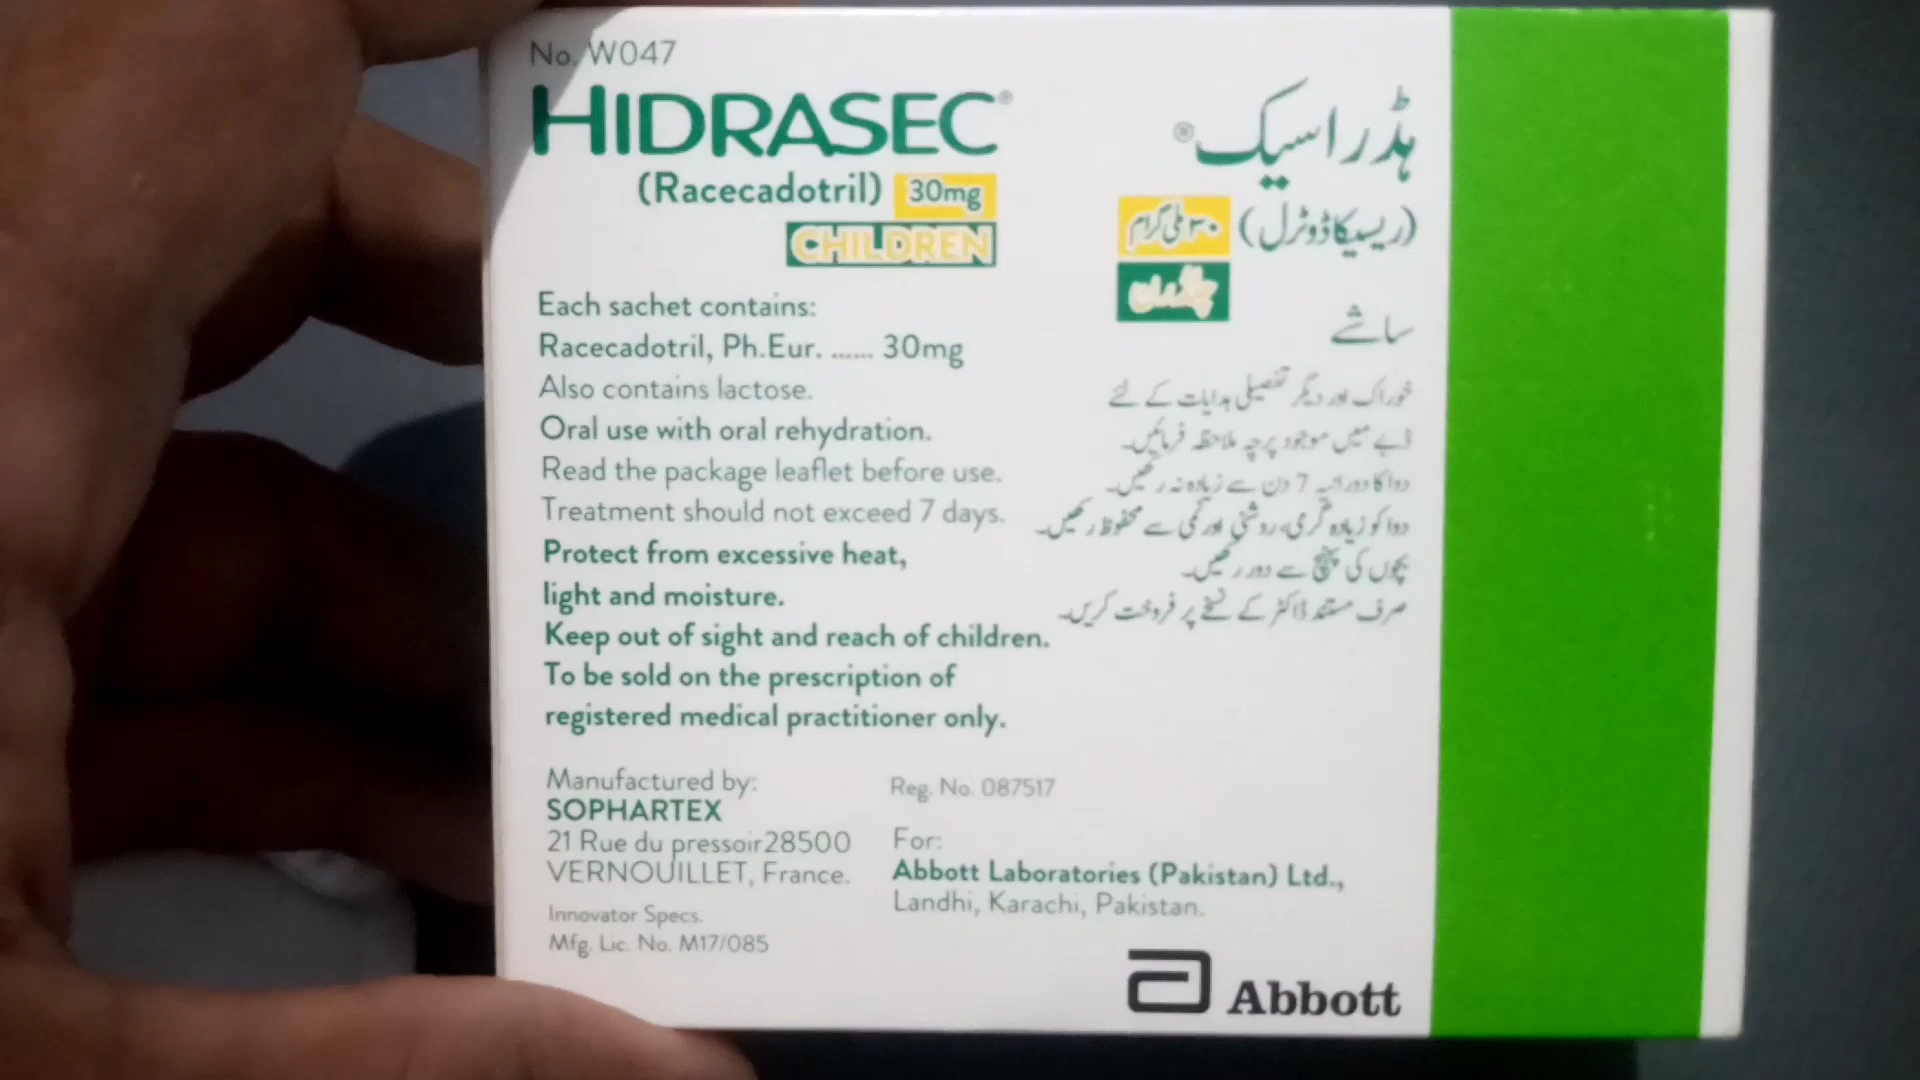 No. W047
HIDRASEC®
(Racecadotril) 30mg
CHILDREN
Each sachet contains:
Racecadotril, Ph.Eur. ...... 30mg
Also contains lactose.
Oral use with oral rehydration.
Read the package leaflet before use.
Treatment should not exceed 7 days.
Protect from excessive heat,
light and moisture.
Keep out of sight and reach of children.
To be sold on the prescription of
registered medical practitioner only.
ہڈراسیک®
(ریسیکاڈوٹرل) ۳۰ ملی گرام
چلڈرن
ساشے
خوراک اور دیگر تفصیلی ہدایات کے لئے
ڈبے میں موجود پرچہ ملاحظہ فرمائیں۔
دوا کا دورانیہ 7 دن سے زیادہ نہ رکھیں۔
دوا کو زیادہ گرمی، روشنی اور نمی سے محفوظ رکھیں۔
بچوں کی پہنچ سے دور رکھیں۔
صرف مستند ڈاکٹر کے نسخے پر فروخت کریں۔
Manufactured by:
SOPHARTEX
21 Rue du pressoir28500
VERNOUILLET, France.
Innovator Specs.
Mfg. Lic. No. M17/085
Reg. No. 087517
For:
Abbott Laboratories (Pakistan) Ltd.,
Landhi, Karachi, Pakistan.
Abbott